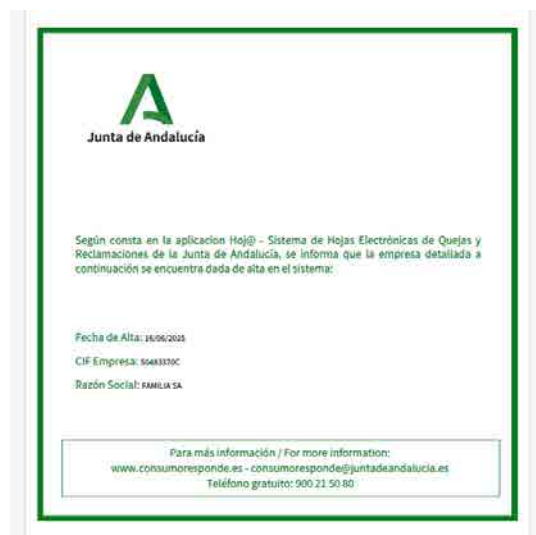 Junta de Andalucía
Según consta en la aplicacion Hoj@ - Sistema de Hojas Electrónicas de Quejas y
Reclamaciones de la Junta de Andalucía, se informa que la empresa detallada a
continuación se encuentra dada de alta en el sistema:
Fecha de Alta: 16/06/2025
CIF Empresa:
Razón Social: FAMILIA SA
Para más información / For more information:
www.consumoresponde.es - consumoresponde@juntadeandalucia.es
Teléfono gratuito: 900 21 50 80